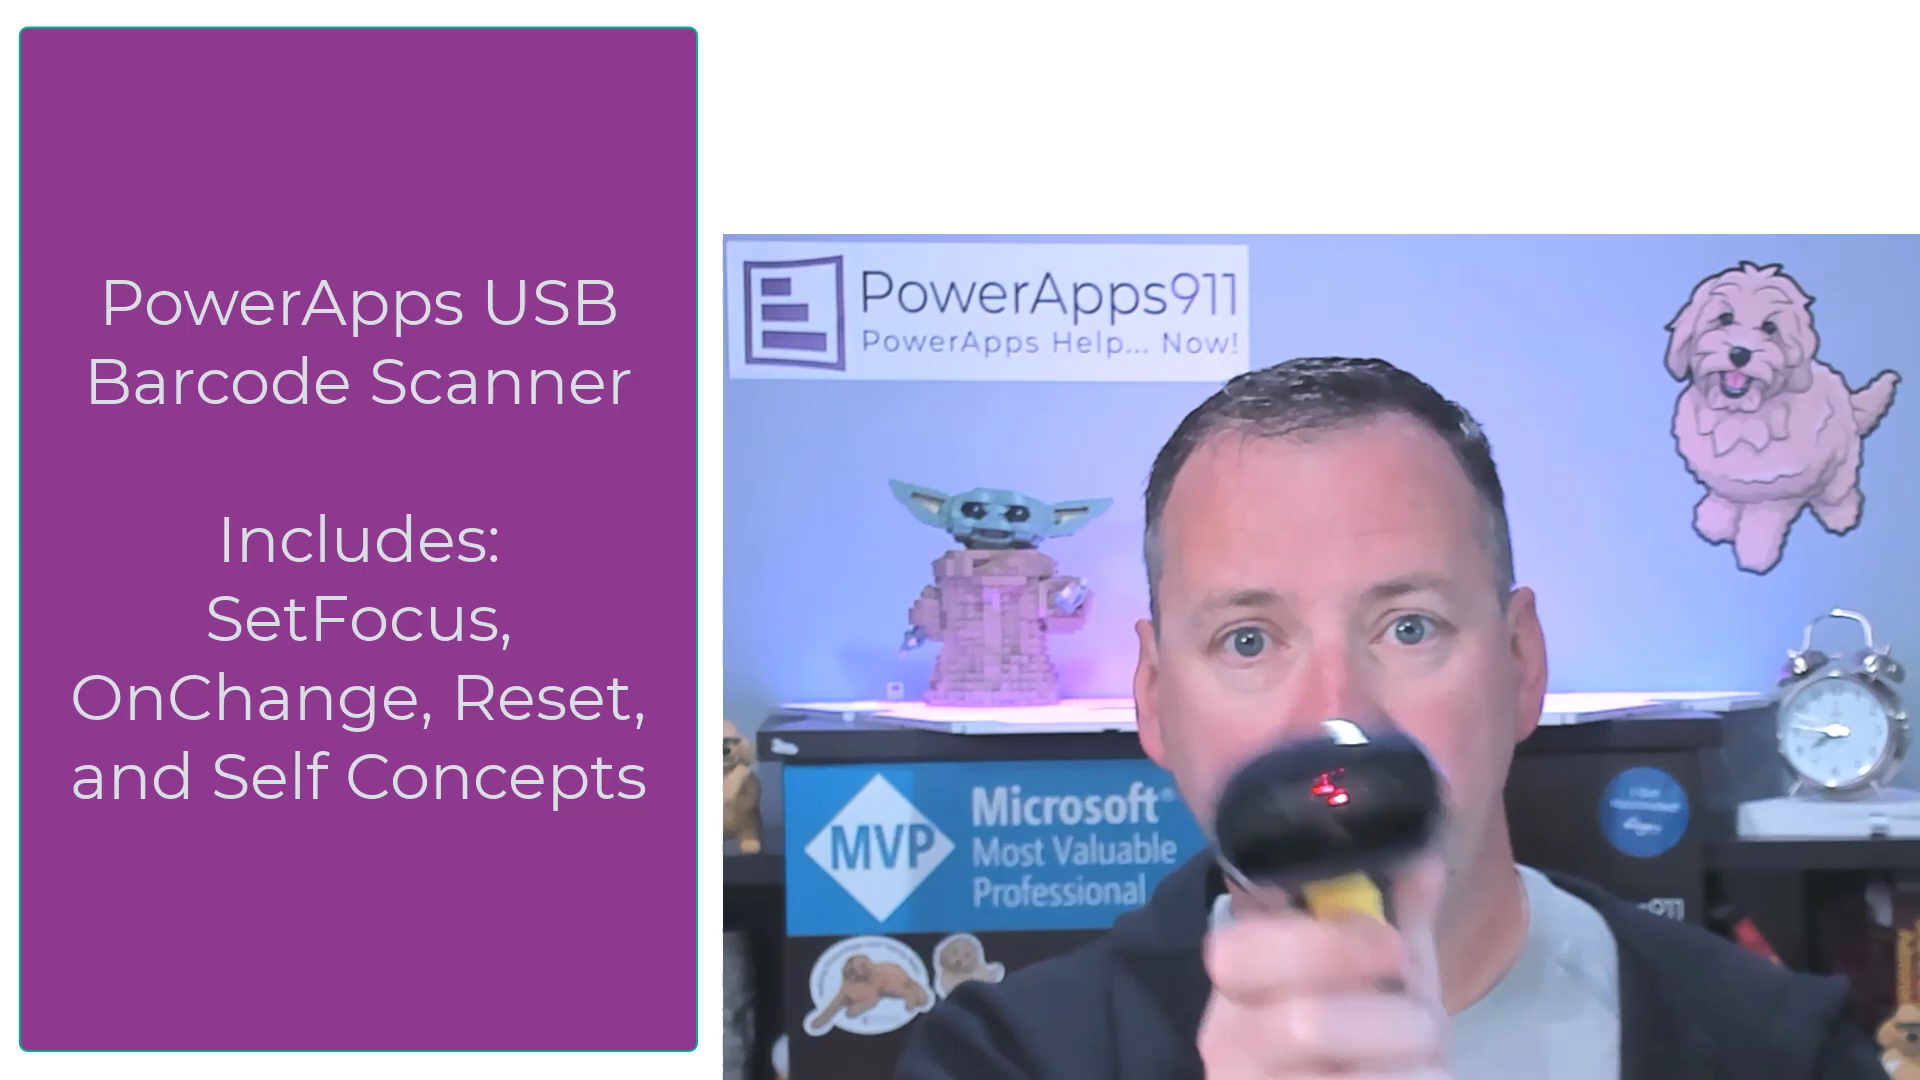 PowerApps USB
Barcode Scanner
Includes:
SetFocus,
OnChange, Reset,
and Self Concepts
PowerApps911
PowerApps Help... Now!
MVP
Microsoft®
Most Valuable
Professional
911